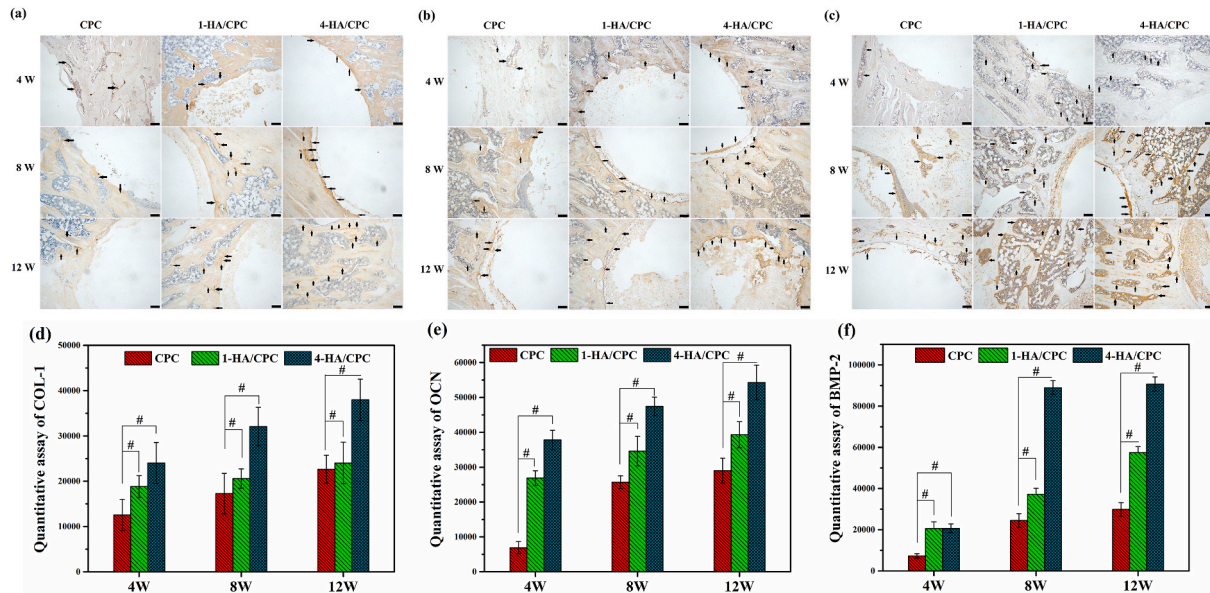 (a)
CPC 1-HA/CPC 4-HA/CPC
4 W
8 W
12 W
(b)
CPC 1-HA/CPC 4-HA/CPC
4 W
8 W
12 W
(c)
CPC 1-HA/CPC 4-HA/CPC
4 W
8 W
12 W
(d)
Quantitative assay of COL-1
50000
40000
30000
20000
10000
0
CPC 1-HA/CPC 4-HA/CPC
# # # # # #
4W 8W 12W
(e)
Quantitative assay of OCN
60000
50000
40000
30000
20000
10000
0
CPC 1-HA/CPC 4-HA/CPC
# # # # # #
4W 8W 12W
(f)
Quantitative assay of BMP-2
100000
80000
60000
40000
20000
0
CPC 1-HA/CPC 4-HA/CPC
# # # # # #
4W 8W 12W